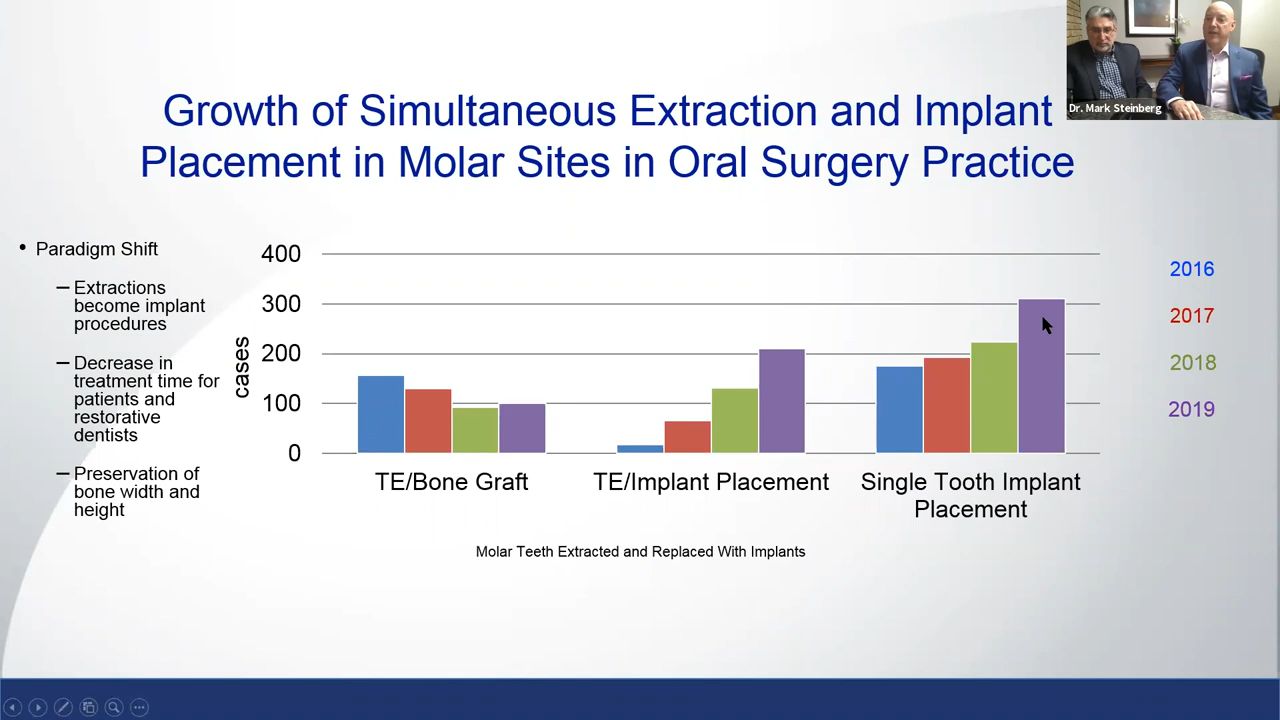 Dr. Mark Steinberg
Growth of Simultaneous Extraction and Implant
Placement in Molar Sites in Oral Surgery Practice
• Paradigm Shift
– Extractions
become implant
procedures
– Decrease in
treatment time for
patients and
restorative
dentists
– Preservation of
bone width and
height
cases
400
300
200
100
0
TE/Bone Graft
TE/Implant Placement
Single Tooth Implant
Placement
Molar Teeth Extracted and Replaced With Implants
2016
2017
2018
2019